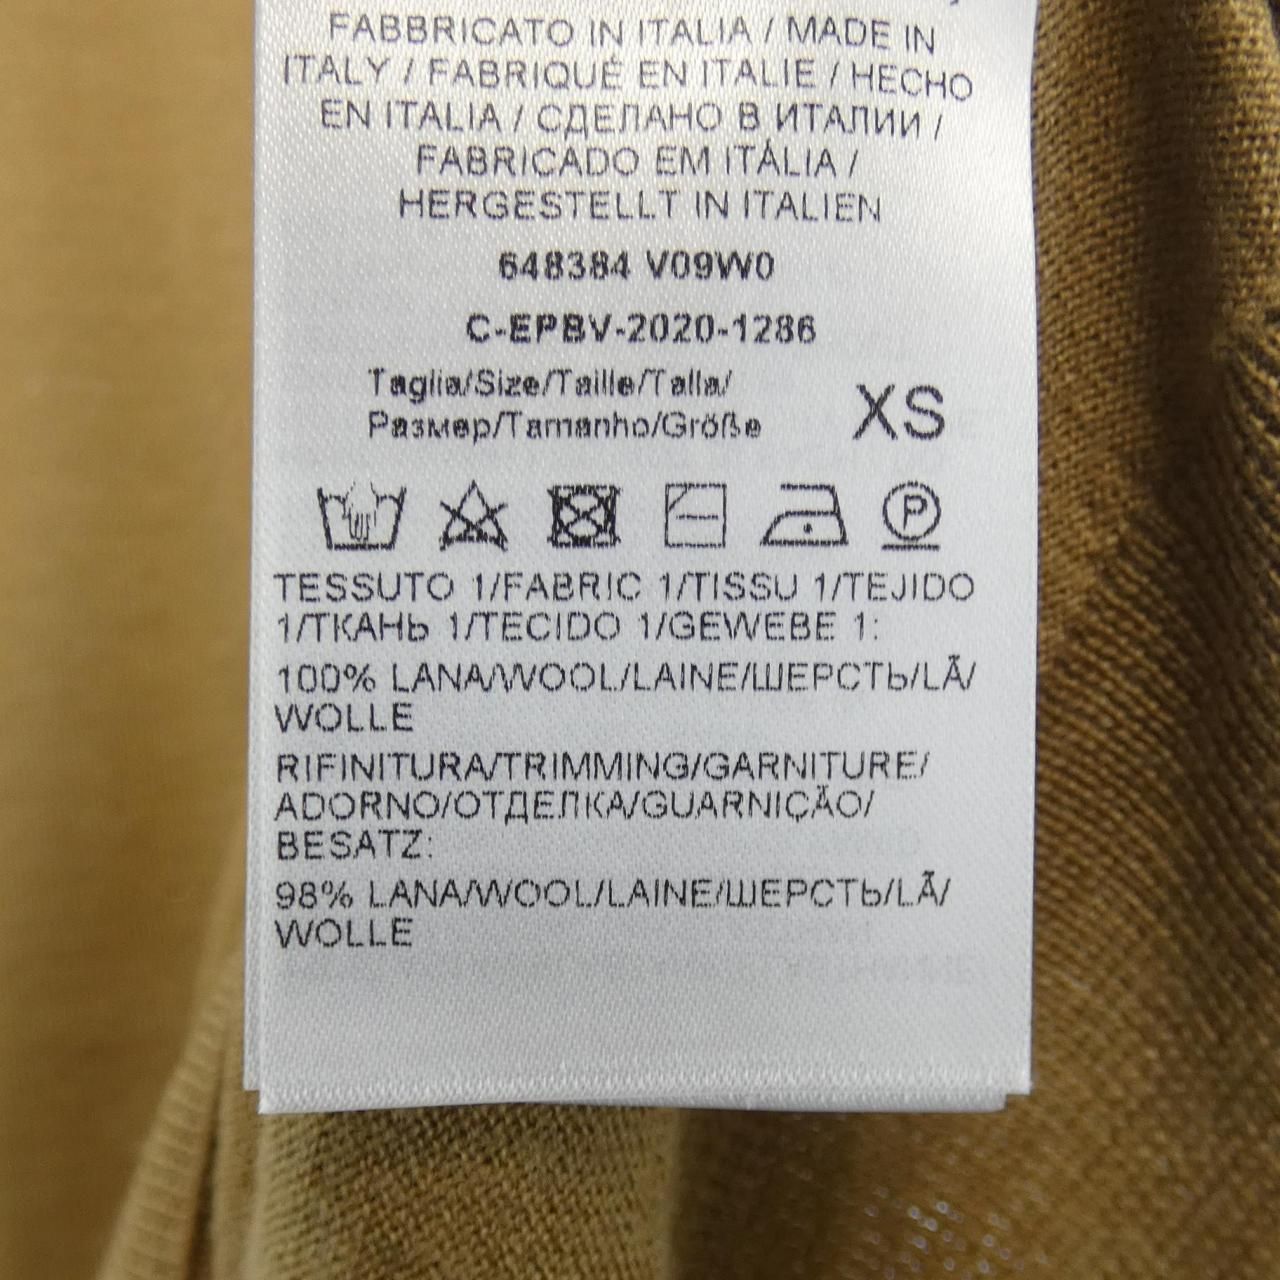 FABBRICATO IN ITALIA / MADE IN
ITALY / FABRIQUÉ EN ITALIE / HECHO
EN ITALIA / СДЕЛАНО В ИТАЛИИ /
FABRICADO EM ITÁLIA /
HERGESTELLT IN ITALIEN
648384 V09W0
C-EPBV-2020-1286
Taglia/Size/Taille/Talla/
Размер/Tamanho/Größe
XS
P
TESSUTO 1/FABRIC 1/TISSU 1/TEJIDO
1/ТКАНЬ 1/TECIDO 1/GEWEBE 1:
100% LANA/WOOL/LAINE/ШЕРСТЬ/LÃ/
WOLLE
RIFINITURA/TRIMMING/GARNITURE/
ADORNO/ОТДЕЛКА/GUARNIÇÃO/
BESATZ:
98% LANA/WOOL/LAINE/ШЕРСТЬ/LÃ/
WOLLE